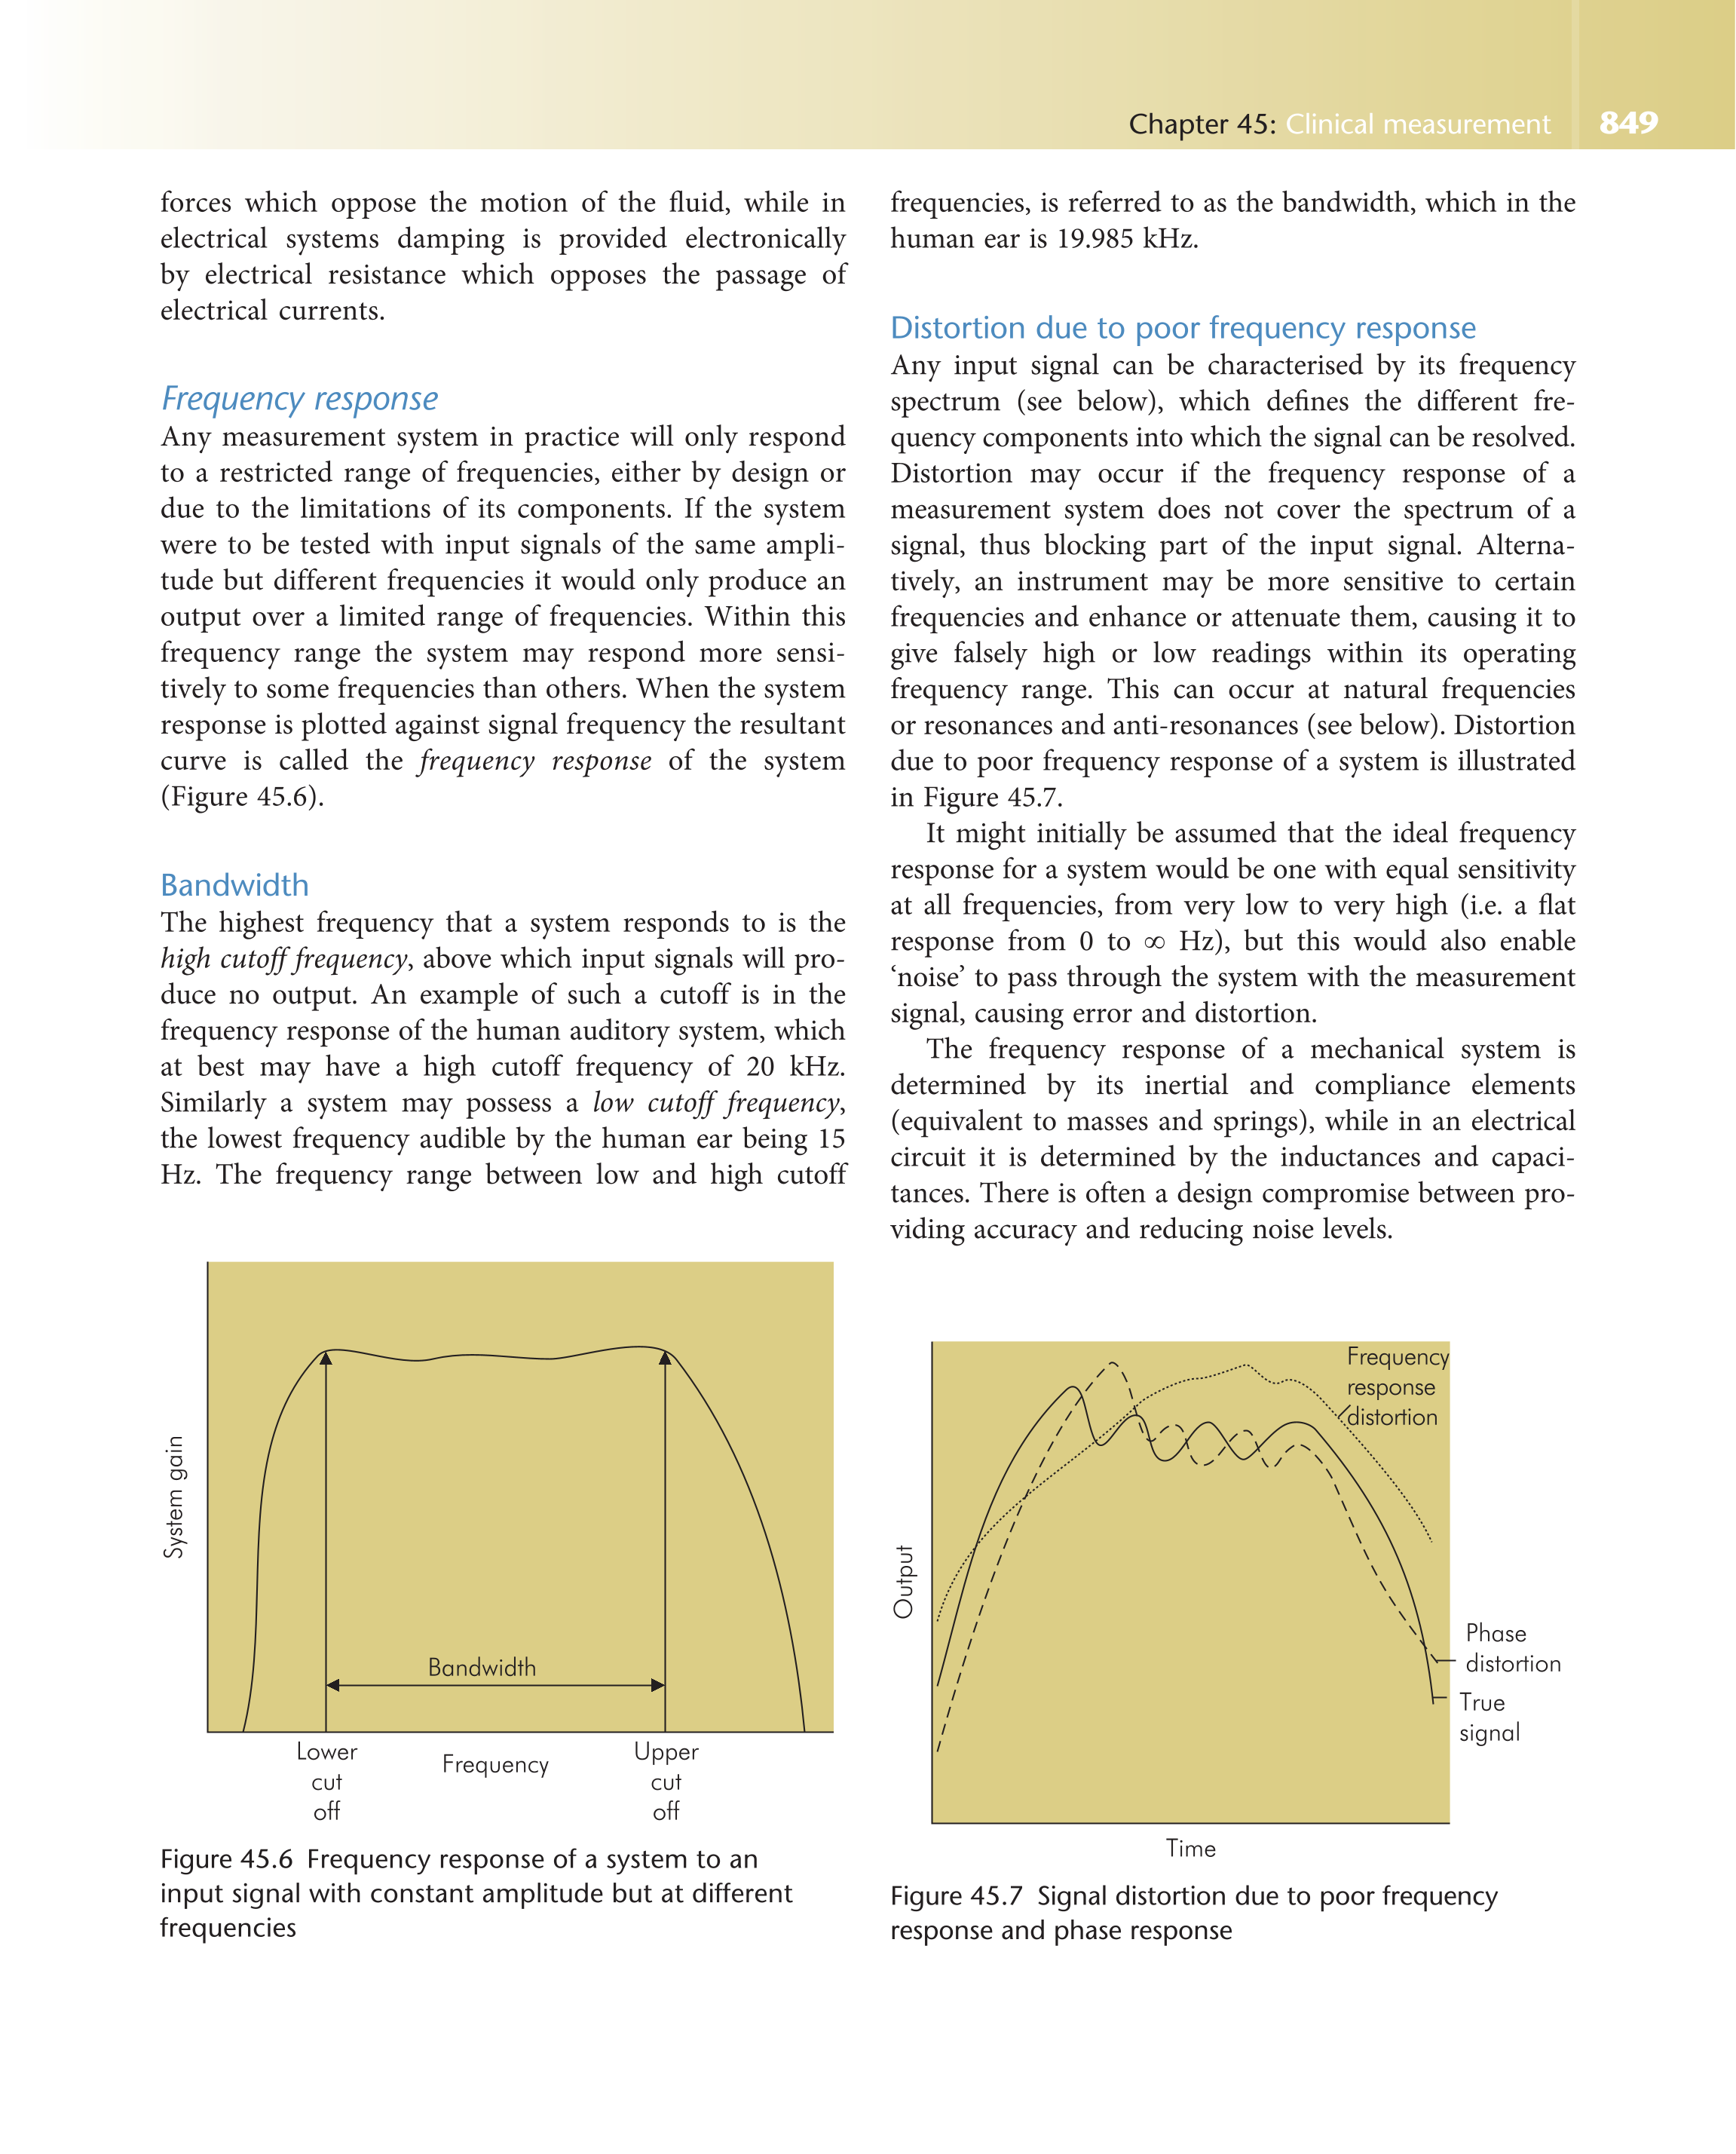 Chapter 45: Clinical measurement 849
forces which oppose the motion of the fluid, while in
electrical systems damping is provided electronically
by electrical resistance which opposes the passage of
electrical currents.
Frequency response
Any measurement system in practice will only respond
to a restricted range of frequencies, either by design or
due to the limitations of its components. If the system
were to be tested with input signals of the same ampli-
tude but different frequencies it would only produce an
output over a limited range of frequencies. Within this
frequency range the system may respond more sensi-
tively to some frequencies than others. When the system
response is plotted against signal frequency the resultant
curve is called the frequency response of the system
(Figure 45.6).
Bandwidth
The highest frequency that a system responds to is the
high cutoff frequency, above which input signals will pro-
duce no output. An example of such a cutoff is in the
frequency response of the human auditory system, which
at best may have a high cutoff frequency of 20 kHz.
Similarly a system may possess a low cutoff frequency,
the lowest frequency audible by the human ear being 15
Hz. The frequency range between low and high cutoff
System gain
Bandwidth
Lower
cut
off
Frequency
Upper
cut
off
Figure 45.6 Frequency response of a system to an
input signal with constant amplitude but at different
frequencies
frequencies, is referred to as the bandwidth, which in the
human ear is 19.985 kHz.
Distortion due to poor frequency response
Any input signal can be characterised by its frequency
spectrum (see below), which defines the different fre-
quency components into which the signal can be resolved.
Distortion may occur if the frequency response of a
measurement system does not cover the spectrum of a
signal, thus blocking part of the input signal. Alterna-
tively, an instrument may be more sensitive to certain
frequencies and enhance or attenuate them, causing it to
give falsely high or low readings within its operating
frequency range. This can occur at natural frequencies
or resonances and anti-resonances (see below). Distortion
due to poor frequency response of a system is illustrated
in Figure 45.7.
It might initially be assumed that the ideal frequency
response for a system would be one with equal sensitivity
at all frequencies, from very low to very high (i.e. a flat
response from 0 to ∞ Hz), but this would also enable
‘noise’ to pass through the system with the measurement
signal, causing error and distortion.
The frequency response of a mechanical system is
determined by its inertial and compliance elements
(equivalent to masses and springs), while in an electrical
circuit it is determined by the inductances and capaci-
tances. There is often a design compromise between pro-
viding accuracy and reducing noise levels.
Frequency
response
distortion
Output
Phase
distortion
True
signal
Time
Figure 45.7 Signal distortion due to poor frequency
response and phase response